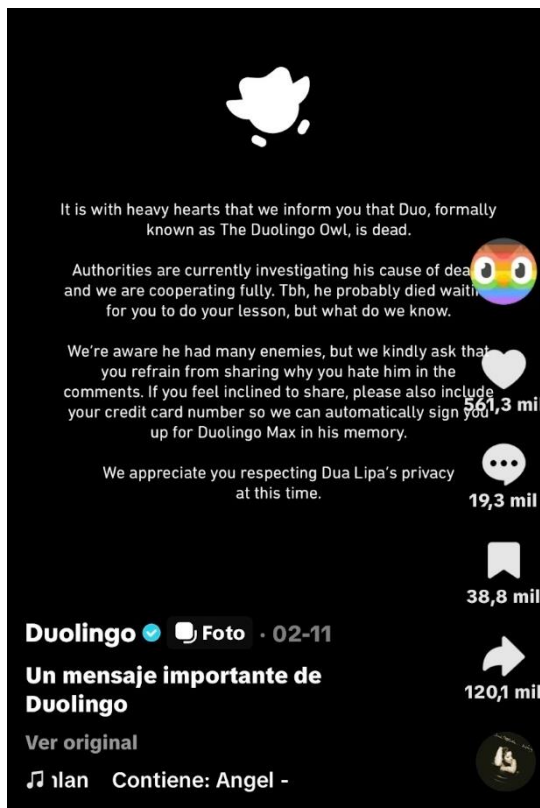 It is with heavy hearts that we inform you that Duo, formally
known as The Duolingo Owl, is dead.
Authorities are currently investigating his cause of
and we are cooperating fully. Tbh, he probably died
for you to do your lesson, but what do we know.
We're aware he had many enemies, but we kindly ask that
you refrain from sharing why you hate him in the
comments. If you feel inclined to share, please also include
your credit card number so we can automatically sign you
up for Duolingo Max in his memory.
We appreciate you respecting Dua Lipa's privacy
at this time.
561,3 mil
19,3 mil
38,8 mil
120,1 mil
Duolingo
Foto · 02-11
Un mensaje importante de
Duolingo
Ver original
Contiene: Angel -